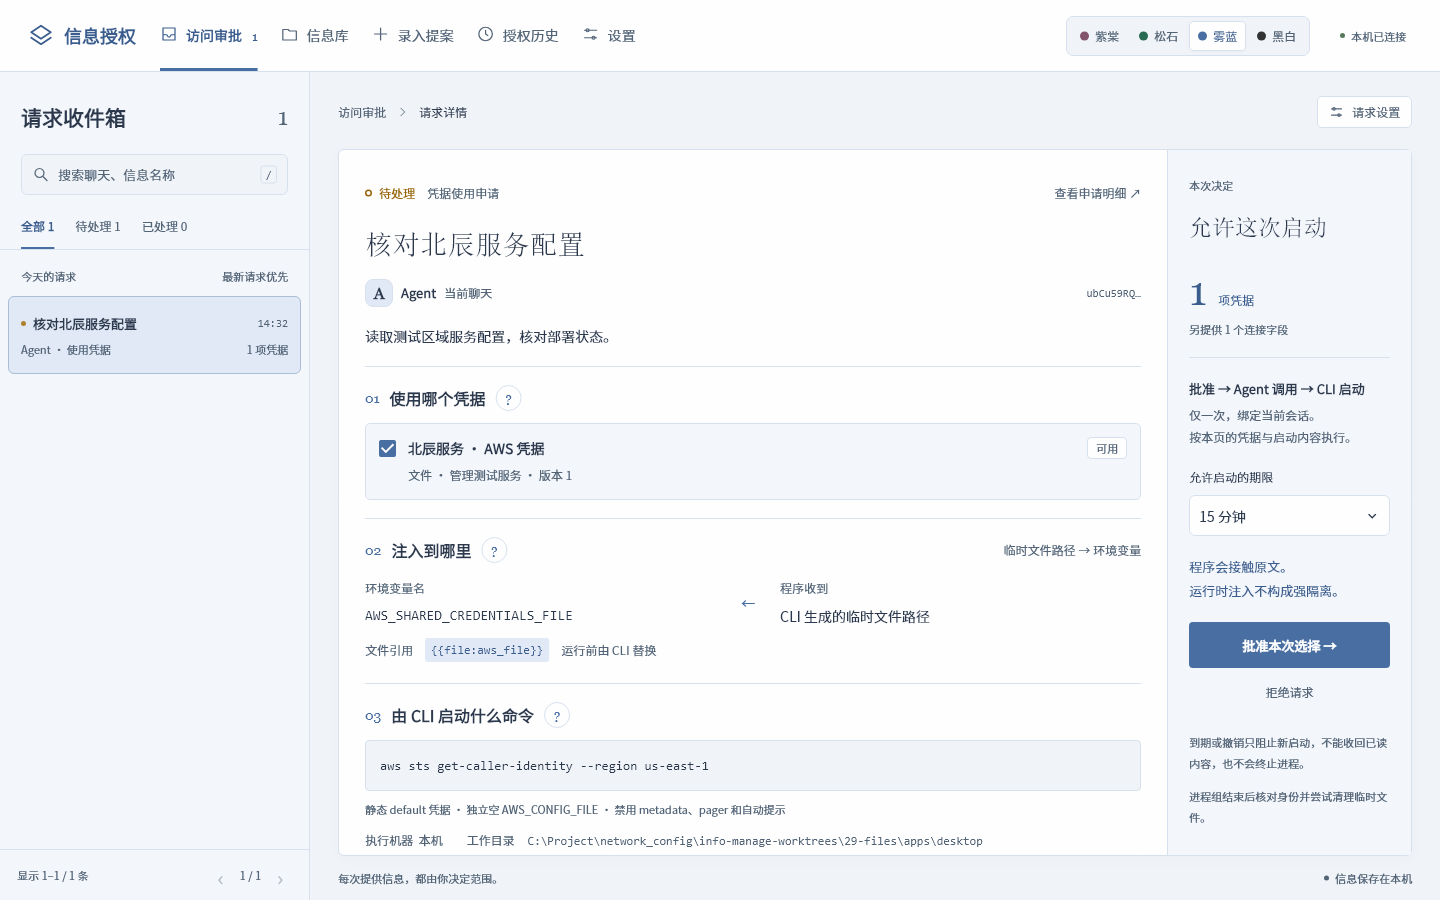 信息授权
访问审批 1
信息库
录入提案
授权历史
设置
紫棠
松石
雾蓝
黑白
本机已连接
请求收件箱 1
搜索聊天、信息名称 /
全部 1 待处理 1 已处理 0
今天的请求 最新请求优先
核对北辰服务配置 14:32
Agent · 使用凭据 1 项凭据
显示 1–1 / 1 条 ‹ 1 / 1 ›
访问审批 > 请求详情
请求设置
待处理 凭据使用申请 查看申请明细 ↗
核对北辰服务配置
A Agent 当前聊天 ubCu59RQ…
读取测试区域服务配置，核对部署状态。
01 使用哪个凭据 ?
北辰服务 · AWS 凭据 可用
文件 · 管理测试服务 · 版本 1
02 注入到哪里 ? 临时文件路径 → 环境变量
环境变量名 ← 程序收到
AWS_SHARED_CREDENTIALS_FILE CLI 生成的临时文件路径
文件引用 {{file:aws_file}} 运行前由 CLI 替换
03 由 CLI 启动什么命令 ?
aws sts get-caller-identity --region us-east-1
静态 default 凭据 · 独立空 AWS_CONFIG_FILE · 禁用 metadata、pager 和自动提示
执行机器 本机 工作目录 C:\Project\network_config\info-manage-worktrees\29-files\apps\desktop
本次决定
允许这次启动
1 项凭据
另提供 1 个连接字段
批准 → Agent 调用 → CLI 启动
仅一次，绑定当前会话。
按本页的凭据与启动内容执行。
允许启动的期限
15 分钟
程序会接触原文。
运行时注入不构成强隔离。
批准本次选择 →
拒绝请求
到期或撤销只阻止新启动，不能收回已读
内容，也不会终止进程。
进程组结束后核对身份并尝试清理临时文
件。
每次提供信息，都由你决定范围。
信息保存在本机